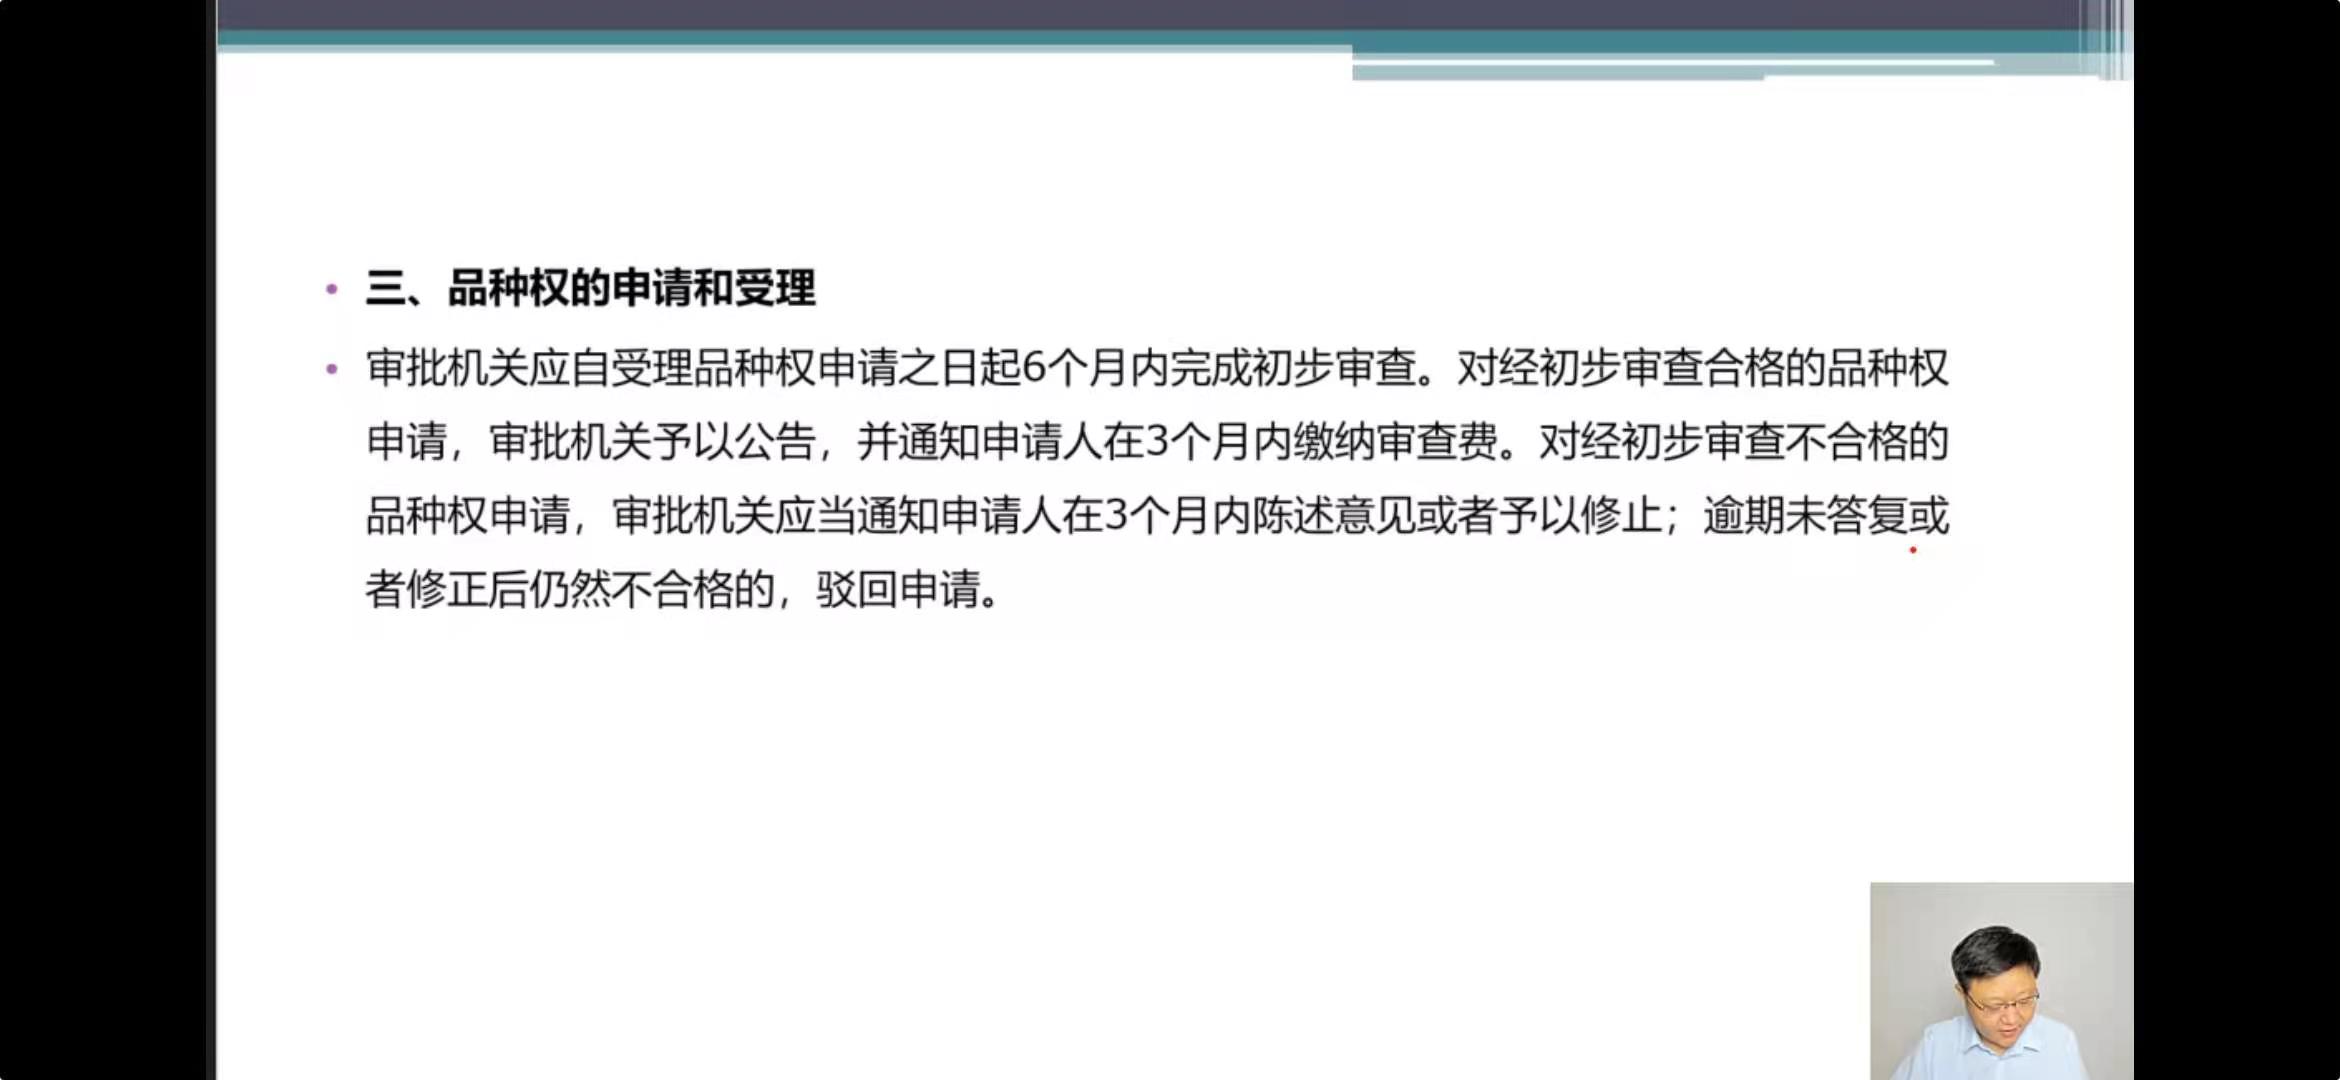 三、品种权的申请和受理
审批机关应自受理品种权申请之日起6个月内完成初步审查。对经初步审查合格的品种权
申请，审批机关予以公告，并通知申请人在3个月内缴纳审查费。对经初步审查不合格的
品种权申请，审批机关应当通知申请人在3个月内陈述意见或者予以修止；逾期未答复或
者修正后仍然不合格的，驳回申请。